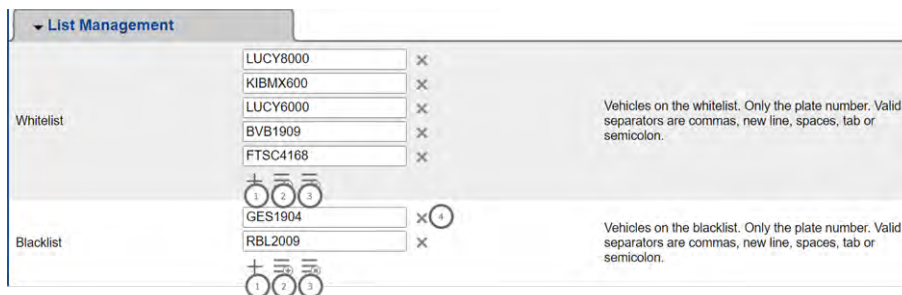 List Management
Whitelist
LUCY8000
KIBMX600
LUCY6000
BVB1909
FTSC4168
1 2 3
Vehicles on the whitelist. Only the plate number. Valid
separators are commas, new line, spaces, tab or
semicolon.
Blacklist
GES1904
4
RBL2009
1 2 3
Vehicles on the blacklist. Only the plate number. Valid
separators are commas, new line, spaces, tab or
semicolon.